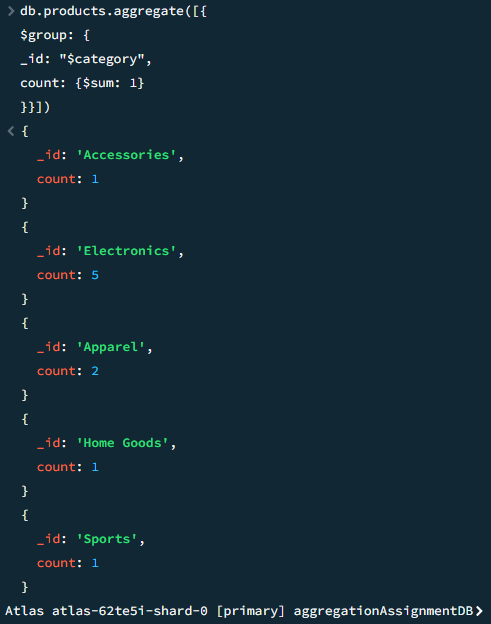 > db.products.aggregate([{
$group: {
_id: "$category",
count: {$sum: 1}
}}])
< {
_id: 'Accessories',
count: 1
}
{
_id: 'Electronics',
count: 5
}
{
_id: 'Apparel',
count: 2
}
{
_id: 'Home Goods',
count: 1
}
{
_id: 'Sports',
count: 1
}
Atlas atlas-62te5i-shard-0 [primary] aggregationAssignmentDB>